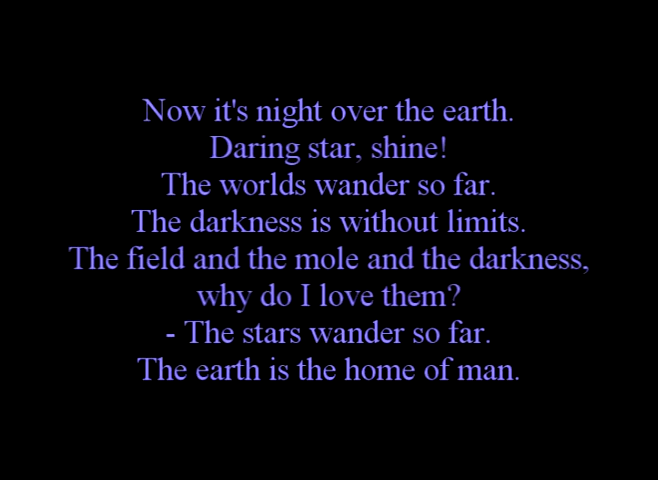 Now it's night over the earth.
Daring star, shine!
The worlds wander so far.
The darkness is without limits.
The field and the mole and the darkness,
why do I love them?
- The stars wander so far.
The earth is the home of man.